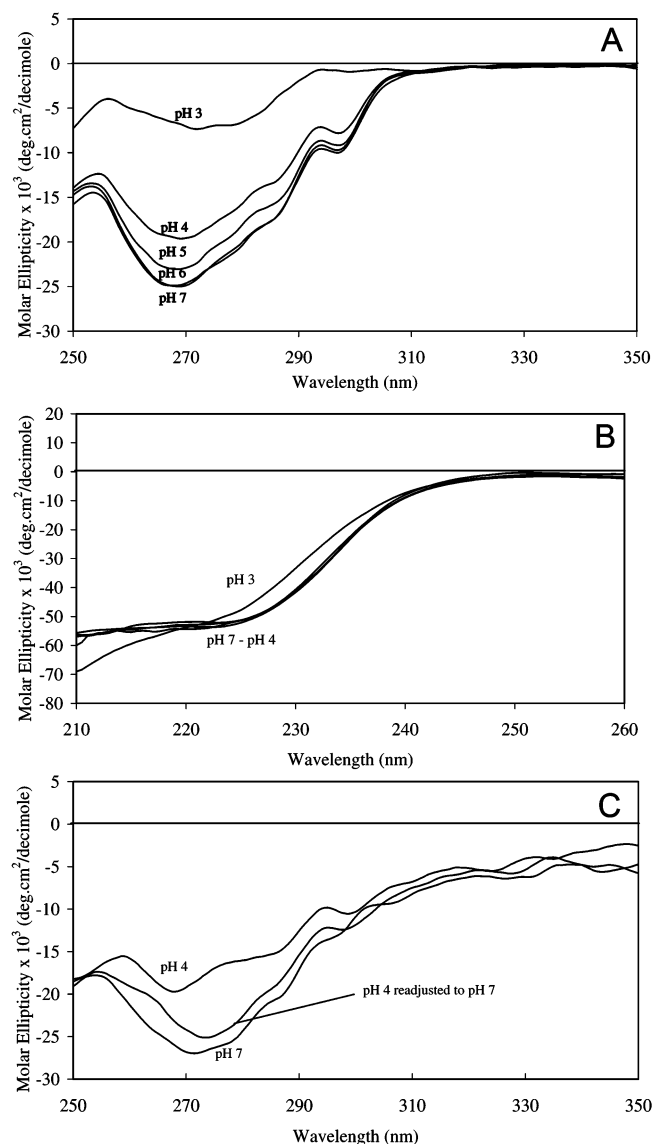 A
Molar Ellipticity x 10³ (deg.cm²/decimole)
5
0
-5
-10
-15
-20
-25
-30
pH 3
pH 4
pH 5
pH 6
pH 7
250 270 290 310 330 350
Wavelength (nm)
B
Molar Ellipticity x 10³ (deg.cm²/decimole)
20
10
0
-10
-20
-30
-40
-50
-60
-70
-80
pH 3
pH 7 - pH 4
210 220 230 240 250 260
Wavelength (nm)
C
Molar Ellipticity x 10³ (deg.cm²/decimole)
5
0
-5
-10
-15
-20
-25
-30
pH 4
pH 4 readjusted to pH 7
pH 7
250 270 290 310 330 350
Wavelength (nm)